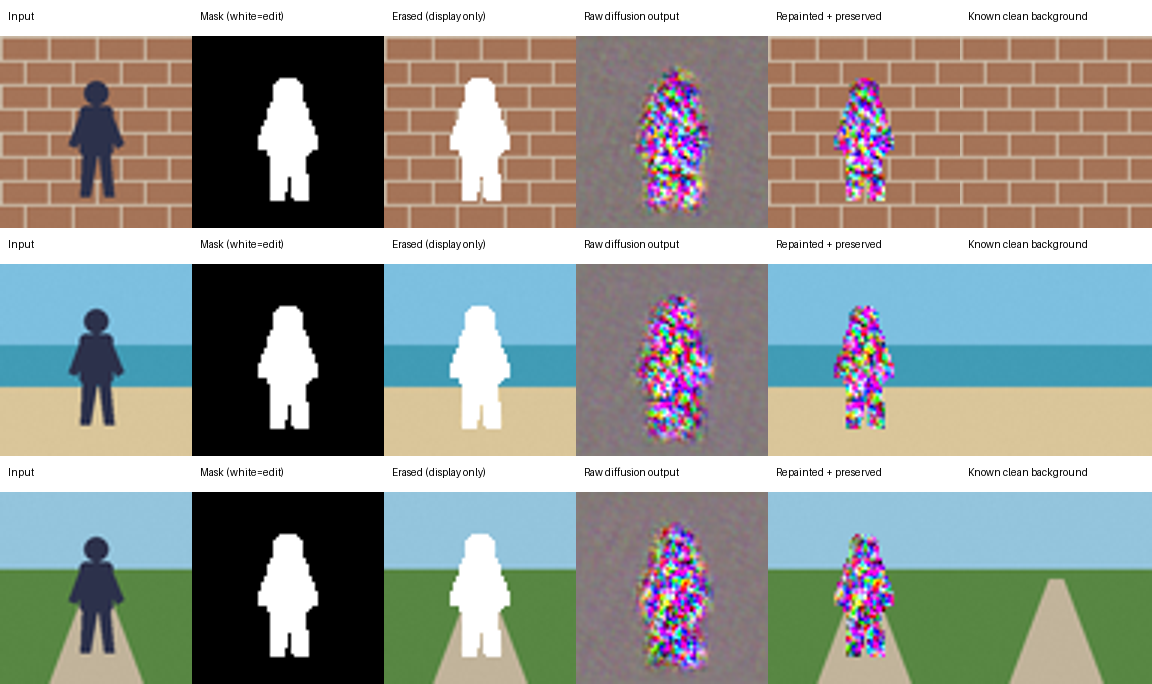 Input Mask (white=edit) Erased (display only) Raw diffusion output Repainted + preserved Known clean background
Input Mask (white=edit) Erased (display only) Raw diffusion output Repainted + preserved Known clean background
Input Mask (white=edit) Erased (display only) Raw diffusion output Repainted + preserved Known clean background